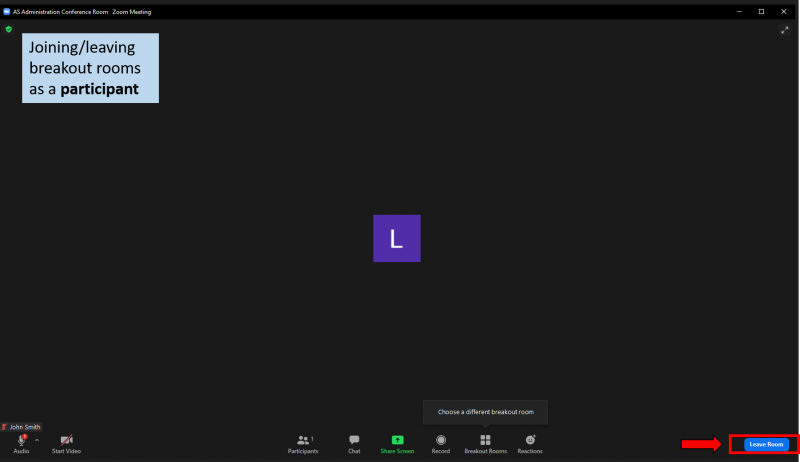 AS Administration Conference Room Zoom Meeting
Joining/leaving
breakout rooms
as a participant
L
Choose a different breakout room
John Smith
Audio
Start Video
Participants
1
Chat
Share Screen
Record
Breakout Rooms
Reactions
Leave Room